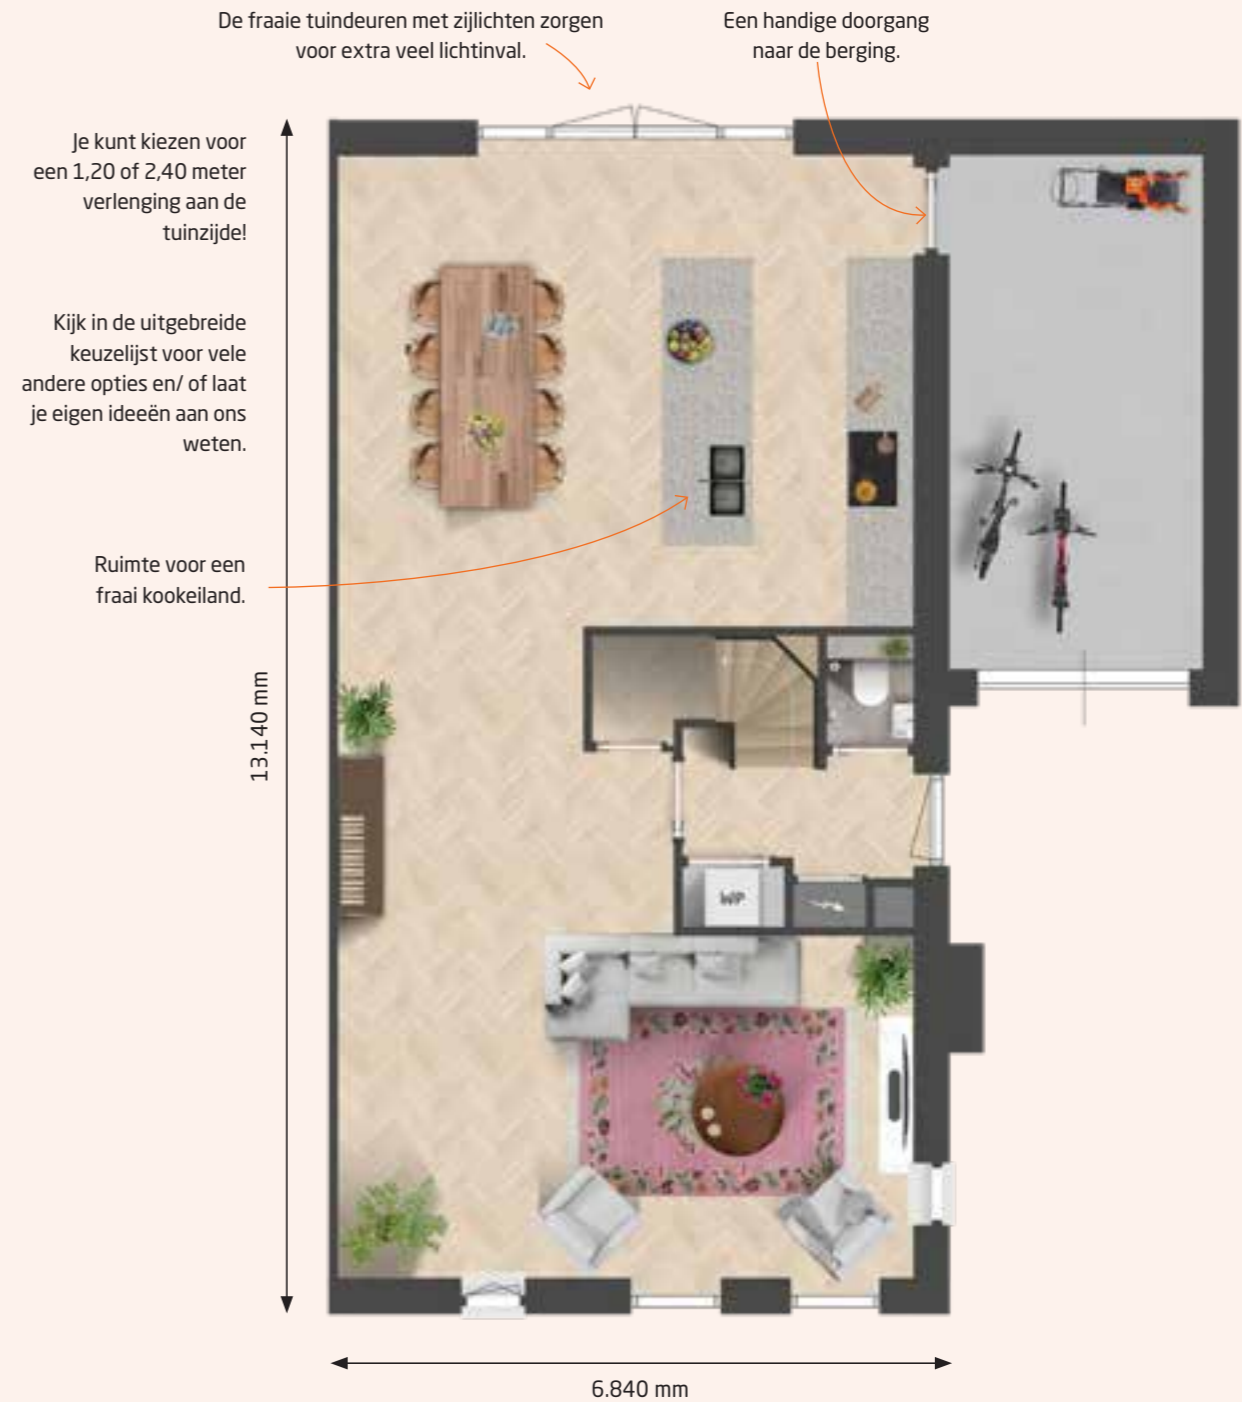 De fraaie tuindeuren met zijlichten zorgen
voor extra veel lichtinval.
Een handige doorgang
naar de berging.
Je kunt kiezen voor
een 1,20 of 2,40 meter
verlenging aan de
tuinzijde!
Kijk in de uitgebreide
keuzelijst voor vele
andere opties en/ of laat
je eigen ideeën aan ons
weten.
Ruimte voor een
fraai kookeiland.
13.140 mm
WP
6.840 mm